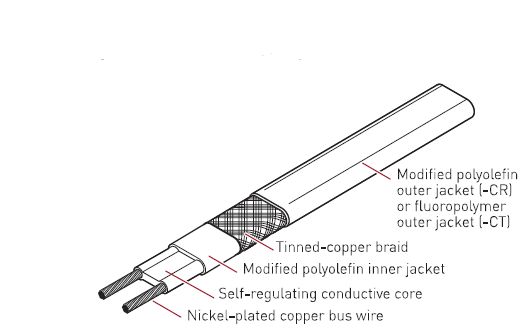 Modified polyolefin
outer jacket (-CR)
or fluoropolymer
outer jacket (-CT)
Tinned-copper braid
Modified polyolefin inner jacket
Self-regulating conductive core
Nickel-plated copper bus wire